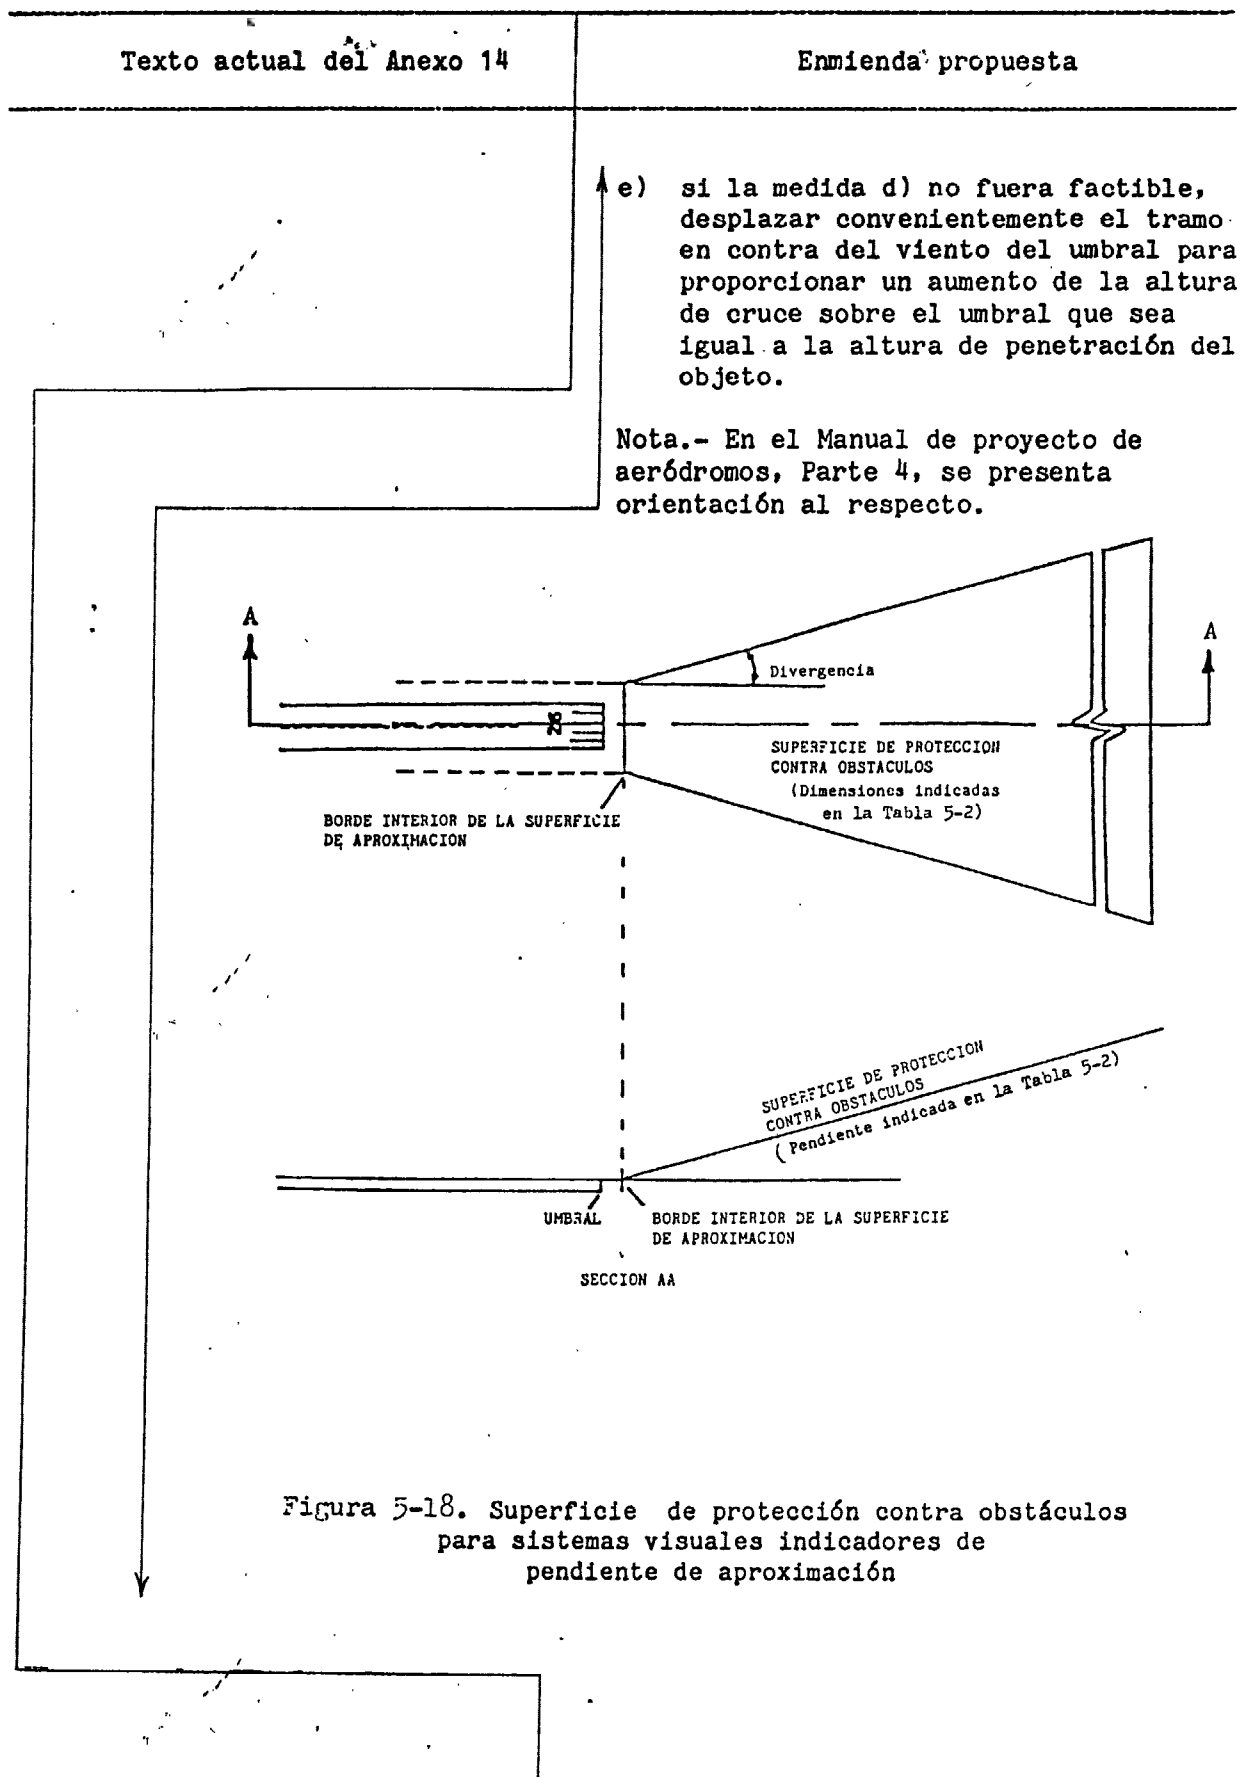 Texto actual del Anexo 14
Enmienda propuesta
e) si la medida d) no fuera factible,
desplazar convenientemente el tramo
en contra del viento del umbral para
proporcionar un aumento de la altura
de cruce sobre el umbral que sea
igual a la altura de penetración del
objeto.
Nota.- En el Manual de proyecto de
aeródromos, Parte 4, se presenta
orientación al respecto.
A
A
Divergencia
SUPERFICIE DE PROTECCION
CONTRA OBSTACULOS
(Dimensiones indicadas
en la Tabla 5-2)
BORDE INTERIOR DE LA SUPERFICIE
DE APROXIMACION
SUPERFICIE DE PROTECCION
CONTRA OBSTACULOS
(Pendiente indicada en la Tabla 5-2)
UMBRAL
BORDE INTERIOR DE LA SUPERFICIE
DE APROXIMACION
SECCION AA
Figura 5-18. Superficie de protección contra obstáculos
para sistemas visuales indicadores de
pendiente de aproximación